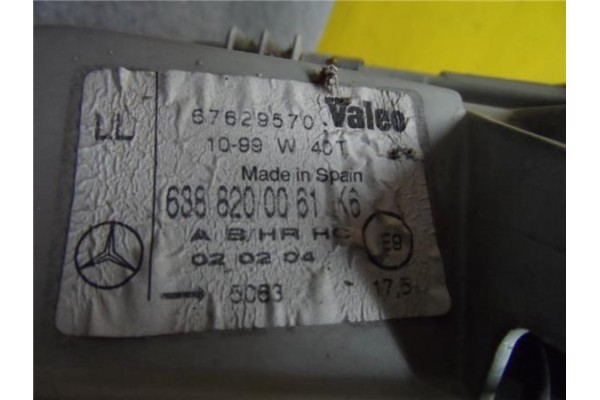 LL 67629570 Valeo
10-99 W 40T
Made in Spain
638 820 00 61 K6
A B/HR HC E9
02 02 04
5063 17,5